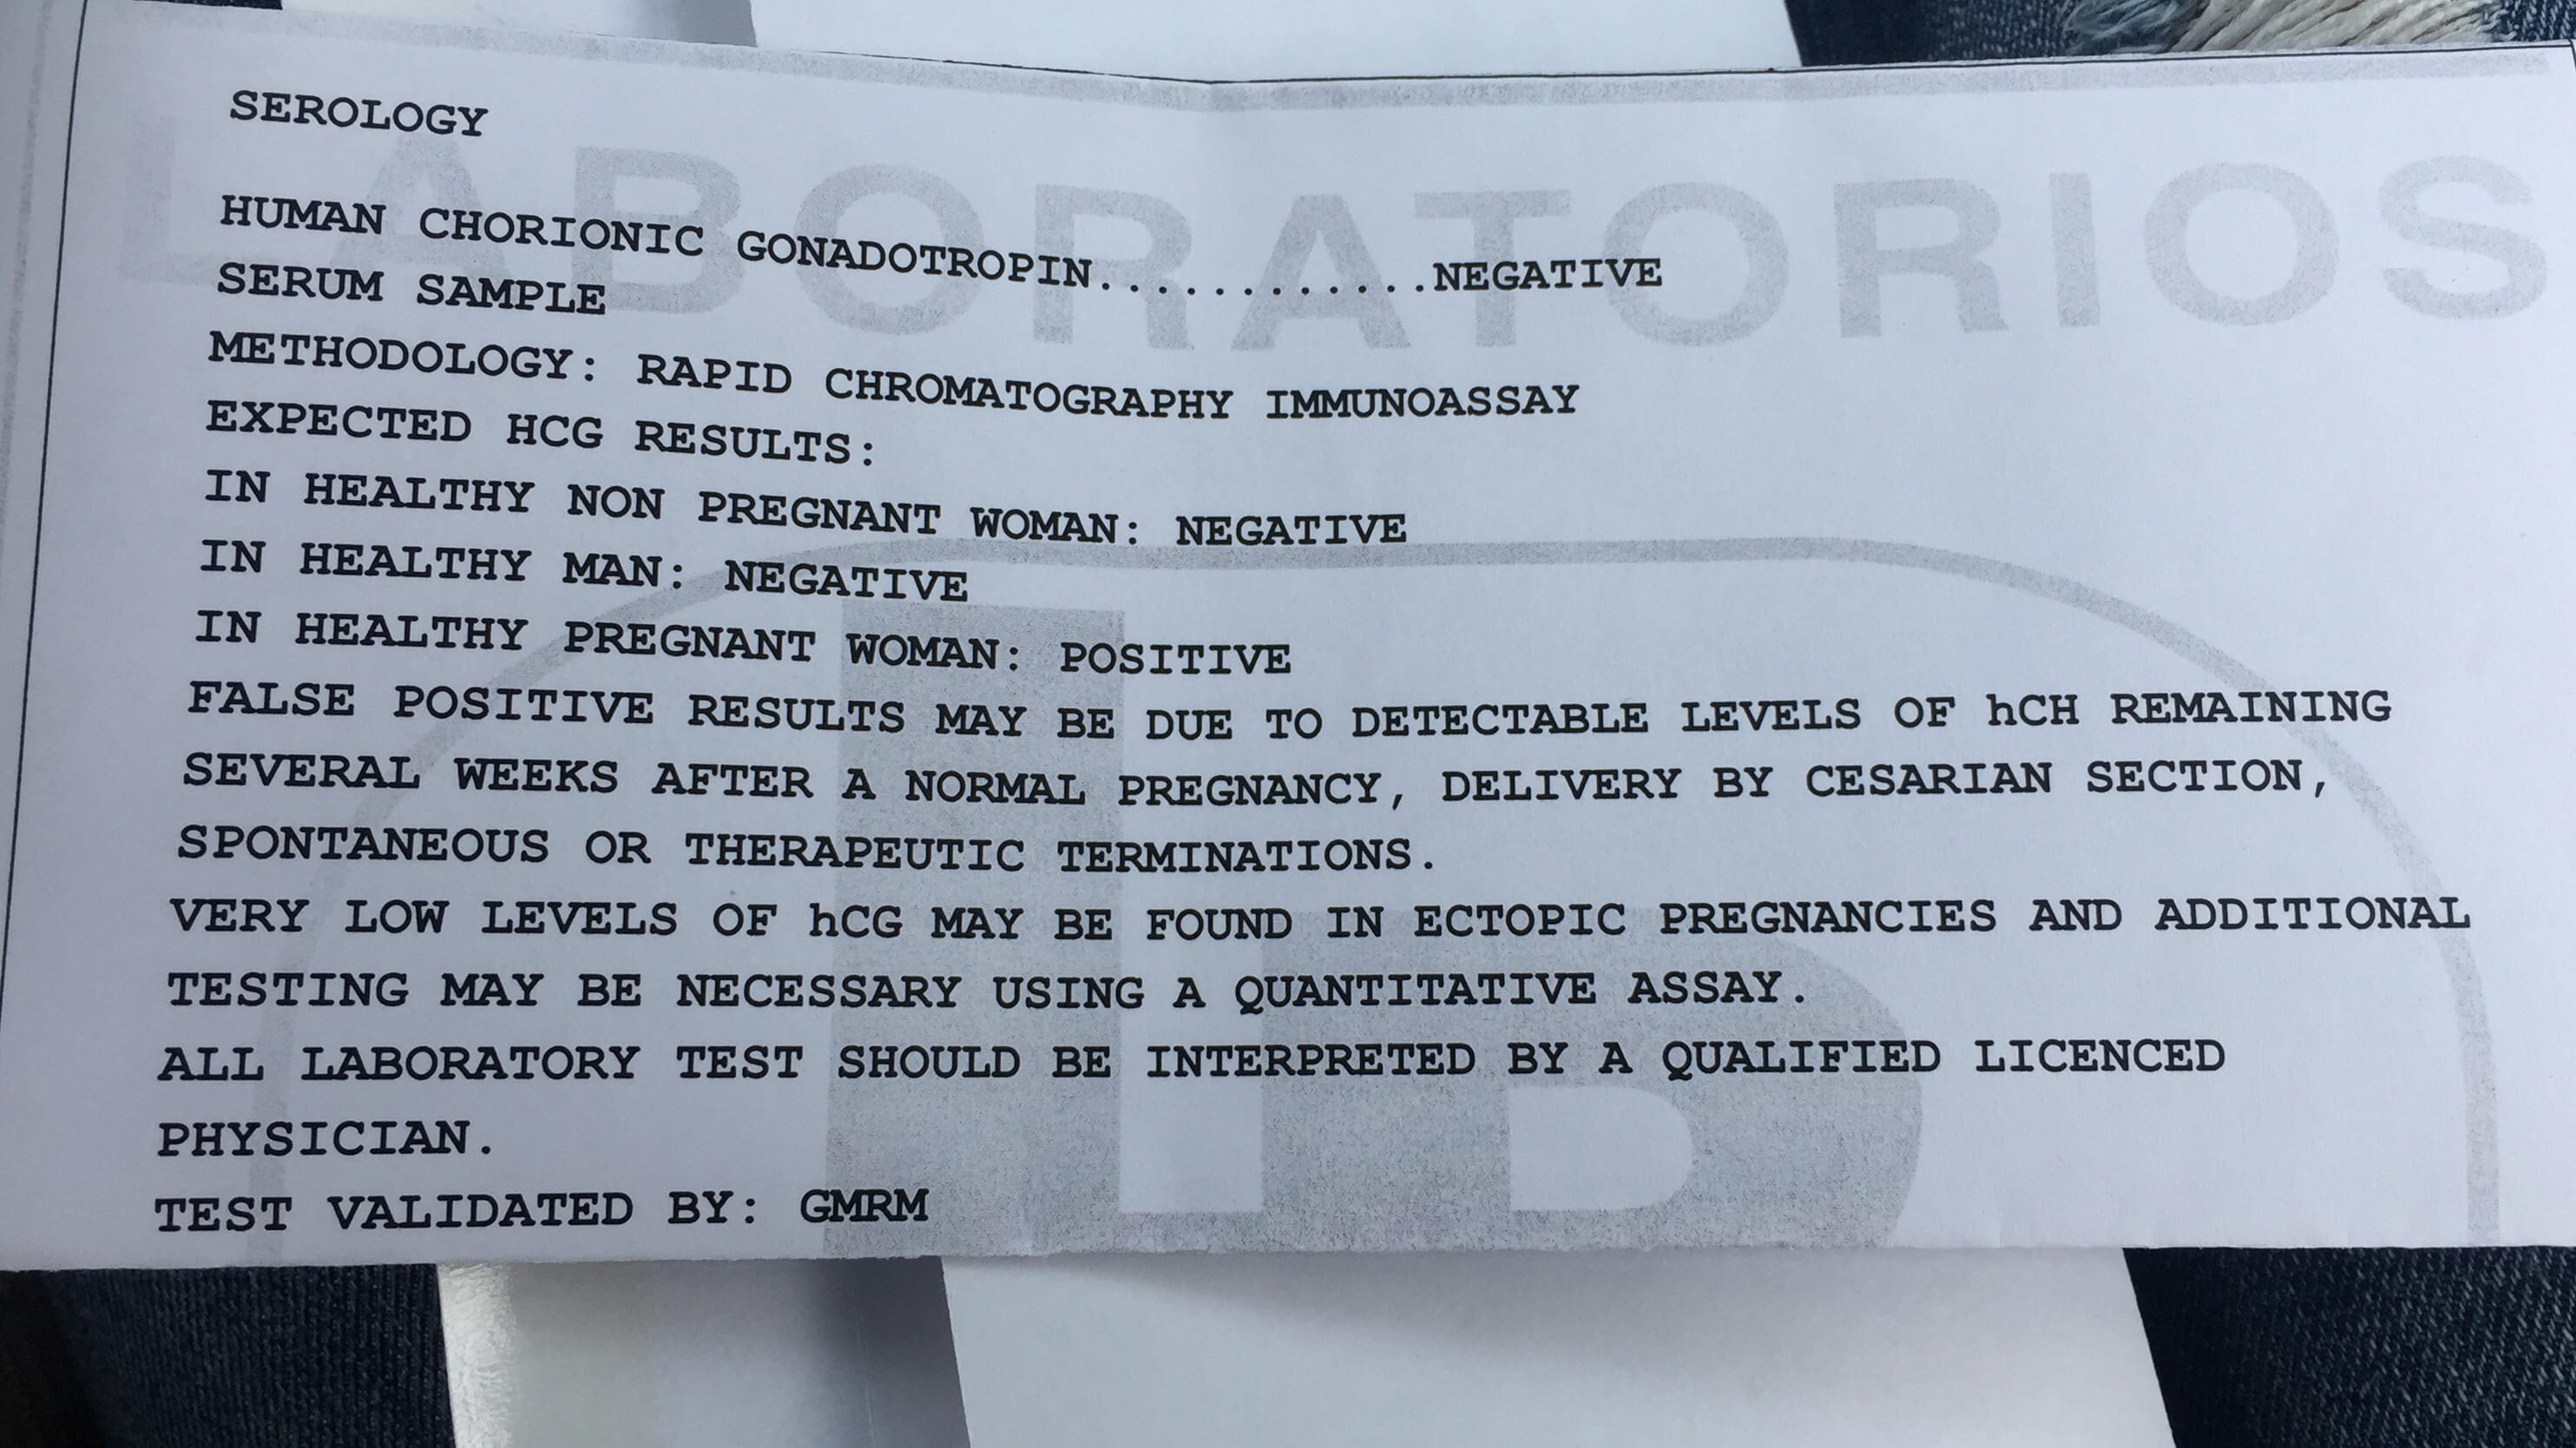 LABORATORIOS
SEROLOGY
HUMAN CHORIONIC GONADOTROPIN............NEGATIVE
SERUM SAMPLE
METHODOLOGY: RAPID CHROMATOGRAPHY IMMUNOASSAY
EXPECTED HCG RESULTS:
IN HEALTHY NON PREGNANT WOMAN: NEGATIVE
IN HEALTHY MAN: NEGATIVE
IN HEALTHY PREGNANT WOMAN: POSITIVE
FALSE POSITIVE RESULTS MAY BE DUE TO DETECTABLE LEVELS OF hCH REMAINING
SEVERAL WEEKS AFTER A NORMAL PREGNANCY, DELIVERY BY CESARIAN SECTION,
SPONTANEOUS OR THERAPEUTIC TERMINATIONS.
VERY LOW LEVELS OF hCG MAY BE FOUND IN ECTOPIC PREGNANCIES AND ADDITIONAL
TESTING MAY BE NECESSARY USING A QUANTITATIVE ASSAY.
ALL LABORATORY TEST SHOULD BE INTERPRETED BY A QUALIFIED LICENCED
PHYSICIAN.
TEST VALIDATED BY: GMRM